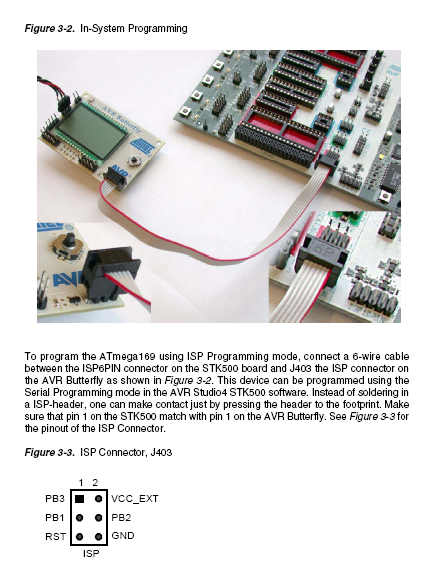 Figure 3-2. In-System Programming
AVR Butterfly
ATMEL
AVR
AVR
ISP
To program the ATmega169 using ISP Programming mode, connect a 6-wire cable
between the ISP6PIN connector on the STK500 board and J403 the ISP connector on
the AVR Butterfly as shown in Figure 3-2. This device can be programmed using the
Serial Programming mode in the AVR Studio4 STK500 software. Instead of soldering in
a ISP-header, one can make contact just by pressing the header to the footprint. Make
sure that pin 1 on the STK500 match with pin 1 on the AVR Butterfly. See Figure 3-3 for
the pinout of the ISP Connector.
Figure 3-3. ISP Connector, J403
1 2
PB3 VCC_EXT
PB1 PB2
RST GND
ISP